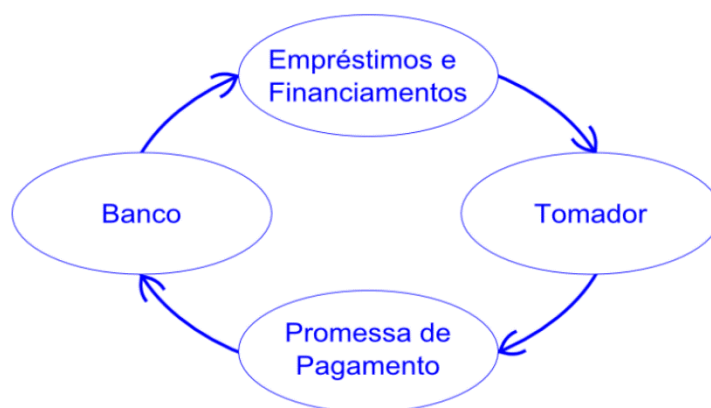 Empréstimos e
Financiamentos
Banco
Tomador
Promessa de
Pagamento